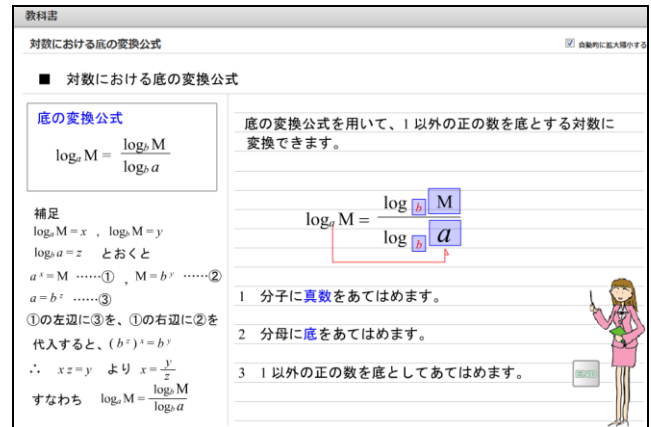 教科書
対数における底の変換公式
自動的に拡大縮小する
■ 対数における底の変換公式
底の変換公式
logₐ M = log_b M / log_b a
補足
logₐ M = x , log_b M = y
log_b a = z とおくと
a^x = M ……① , M = b^y ……②
a = b^z ……③
①の左辺に③を、①の右辺に②を
代入すると、(b^z)^x = b^y
∴ xz = y より x = y/z
すなわち logₐ M = log_b M / log_b a
底の変換公式を用いて、1以外の正の数を底とする対数に
変換できます。
logₐ M = log b M / log b a
1 分子に真数をあてはめます。
2 分母に底をあてはめます。
3 1以外の正の数を底としてあてはめます。
END